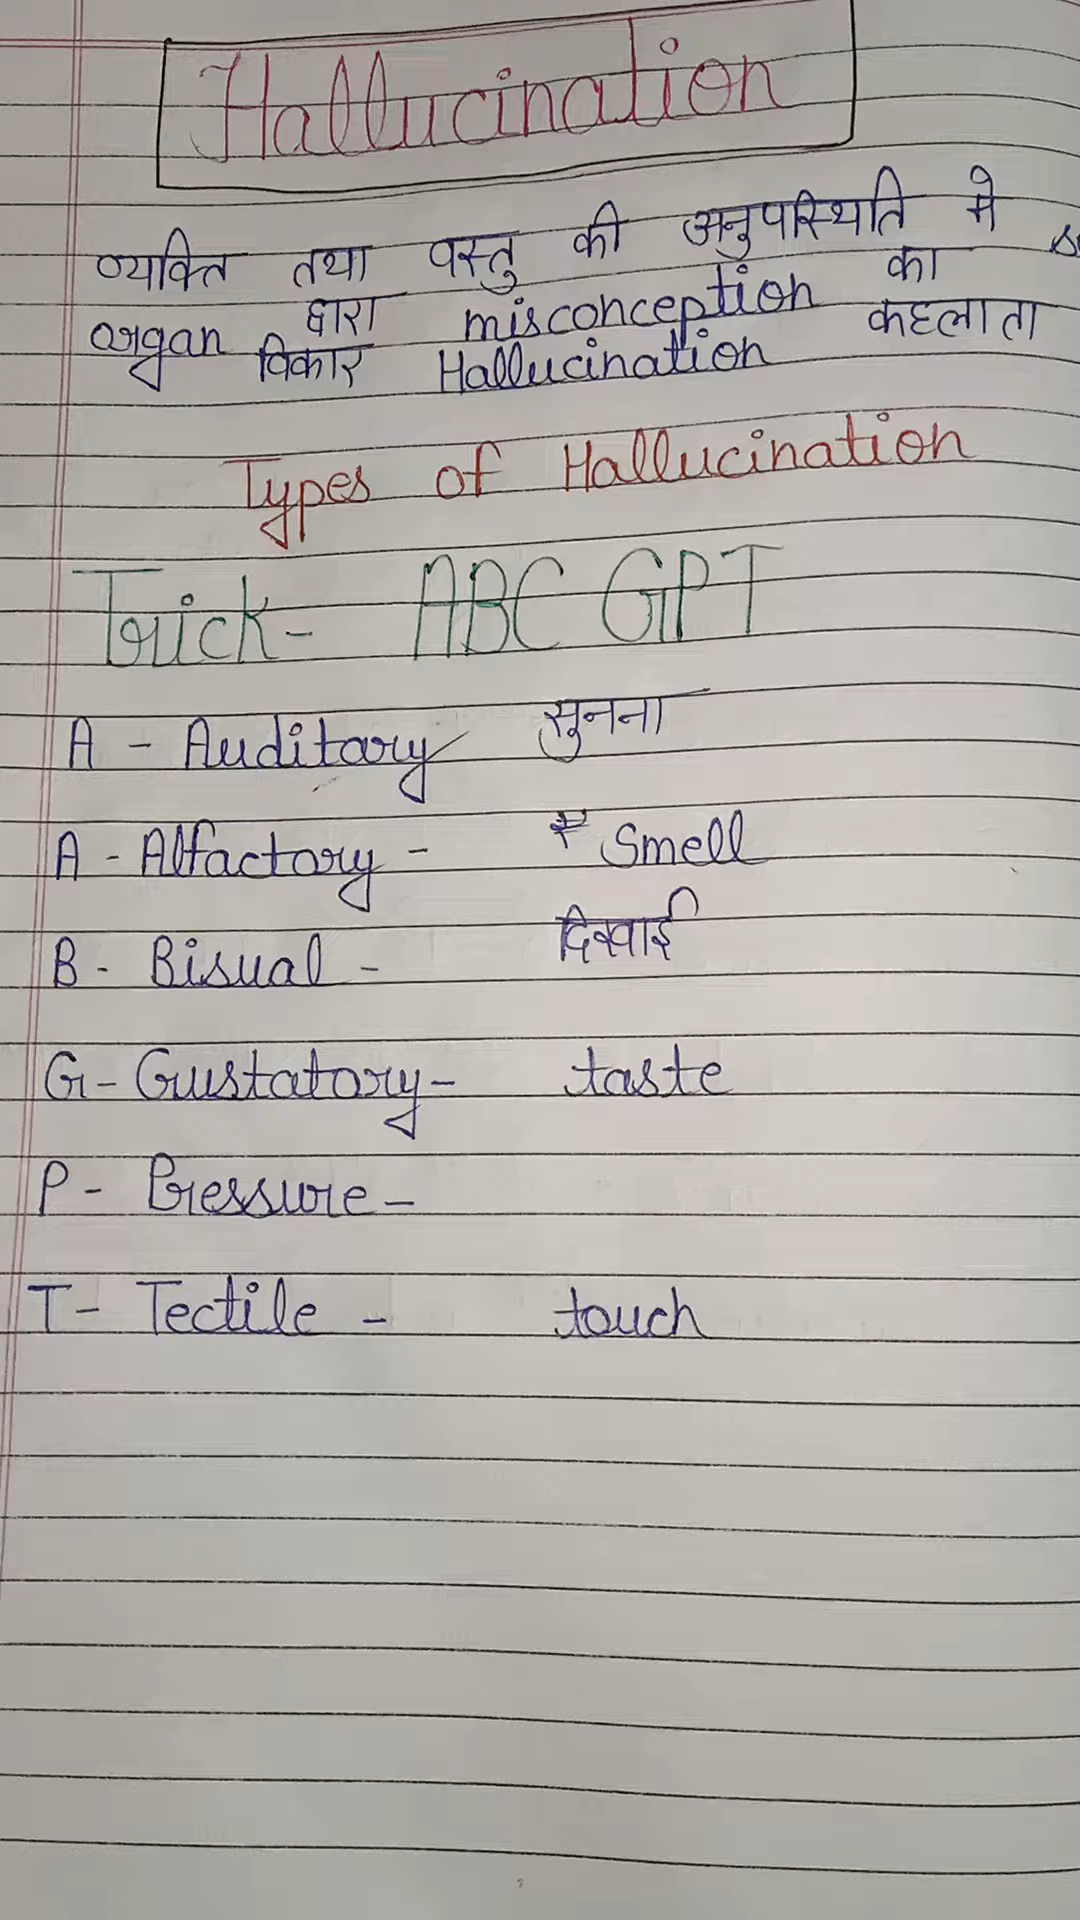 Hallucination
व्यक्ति तथा वस्तु की अनुपस्थिति मे
organ द्वारा misconception का
विकार Hallucination कहलाता
Types of Hallucination
Trick- ABC GPT
A - Auditory सुनना
A - Alfactory - Smell
B - Bisual - दिखाई
G - Gustatory - taste
P - Pressure -
T - Tectile - touch